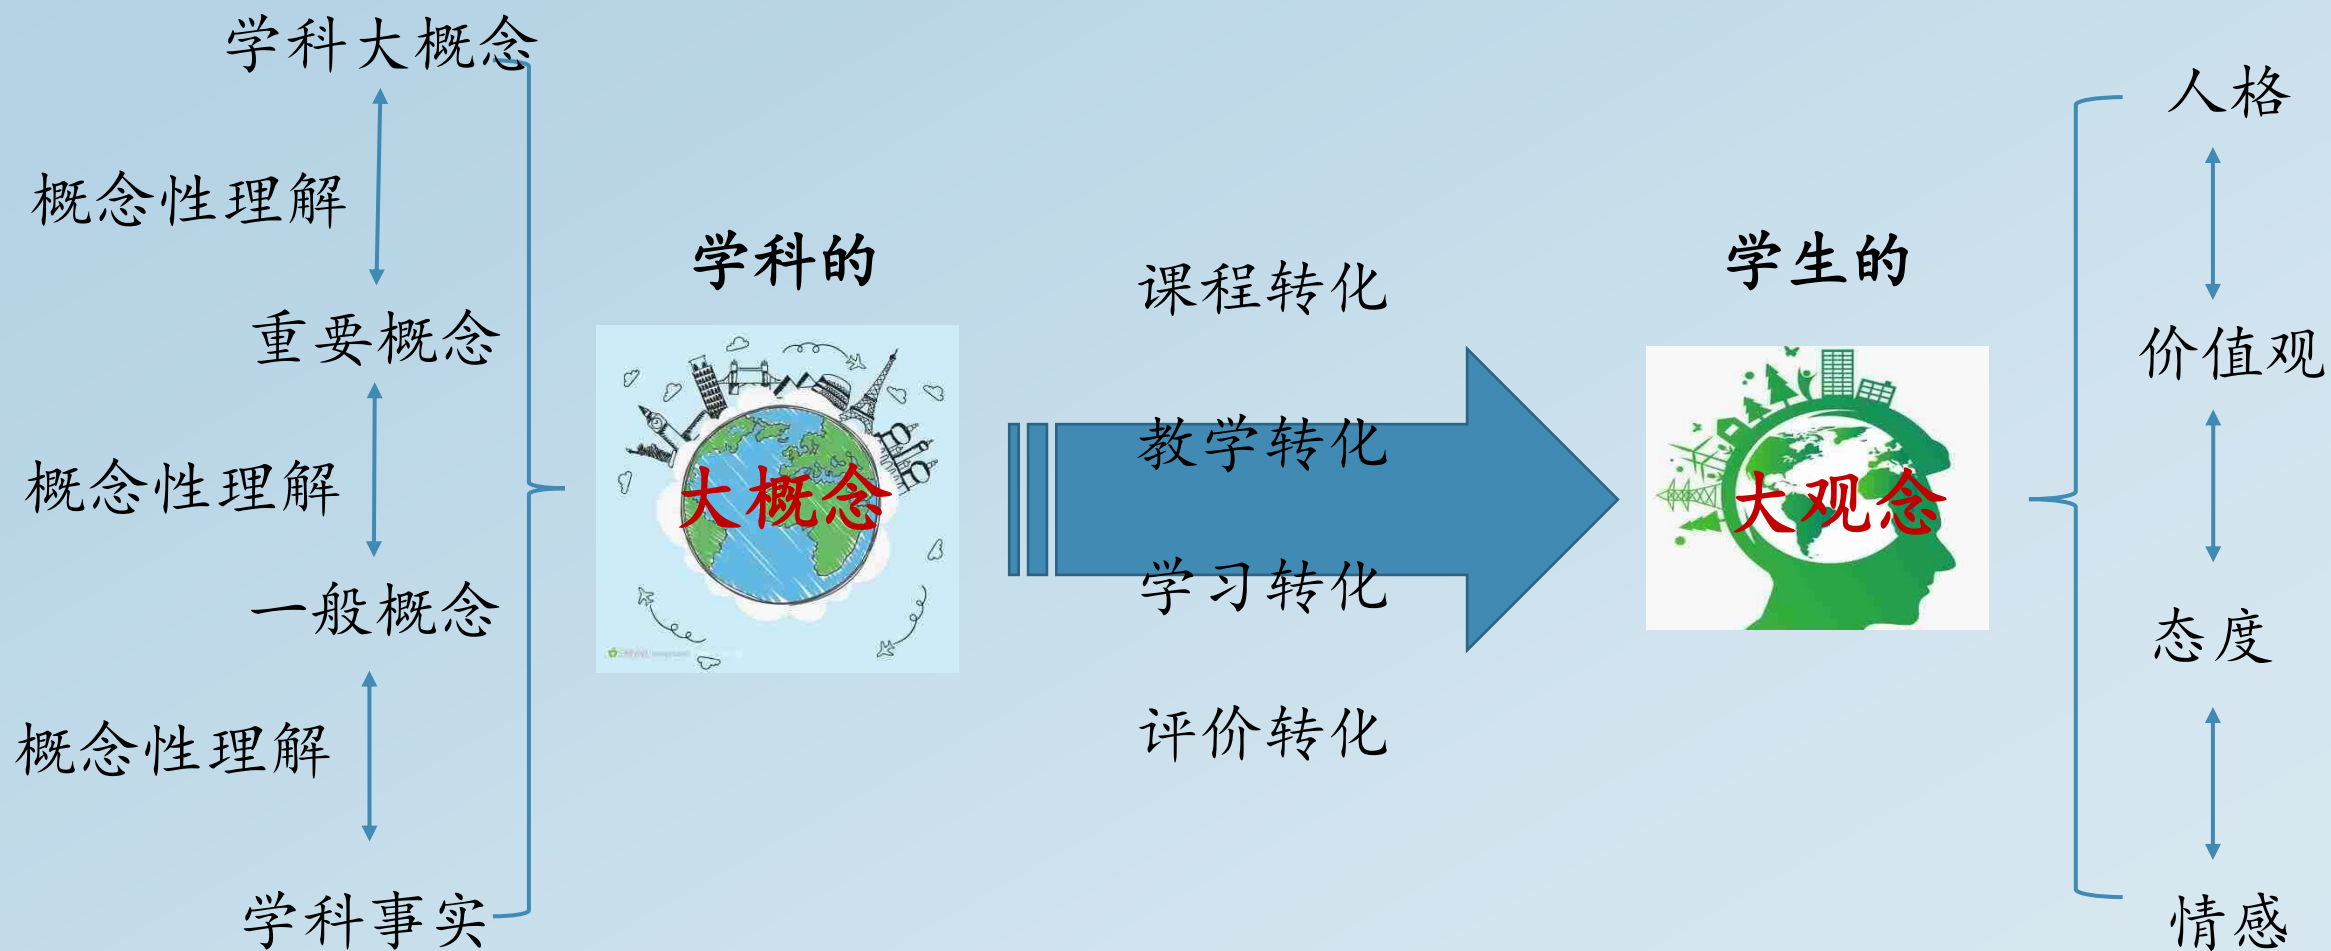 学科大概念
概念性理解
重要概念
概念性理解
一般概念
概念性理解
学科事实
学科的
大概念
课程转化
教学转化
学习转化
评价转化
学生的
大观念
人格
价值观
态度
情感